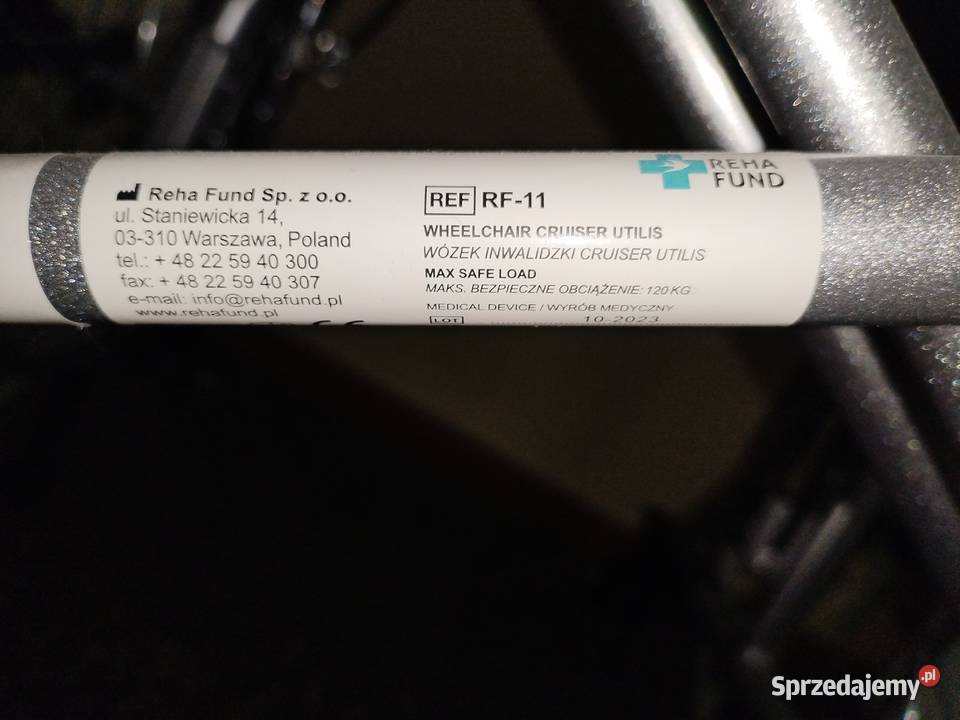 Reha Fund Sp. z o.o.
ul. Staniewicka 14,
03-310 Warszawa, Poland
tel.: + 48 22 59 40 300
fax: + 48 22 59 40 307
e-mail: info@rehafund.pl
www.rehafund.pl
REF RF-11
WHEELCHAIR CRUISER UTILIS
WÓZEK INWALIDZKI CRUISER UTILIS
MAX SAFE LOAD
MAKS. BEZPIECZNE OBCIĄŻENIE: 120 KG
MEDICAL DEVICE / WYRÓB MEDYCZNY
LOT 10-2023
REHA
FUND
Sprzedajemy.pl